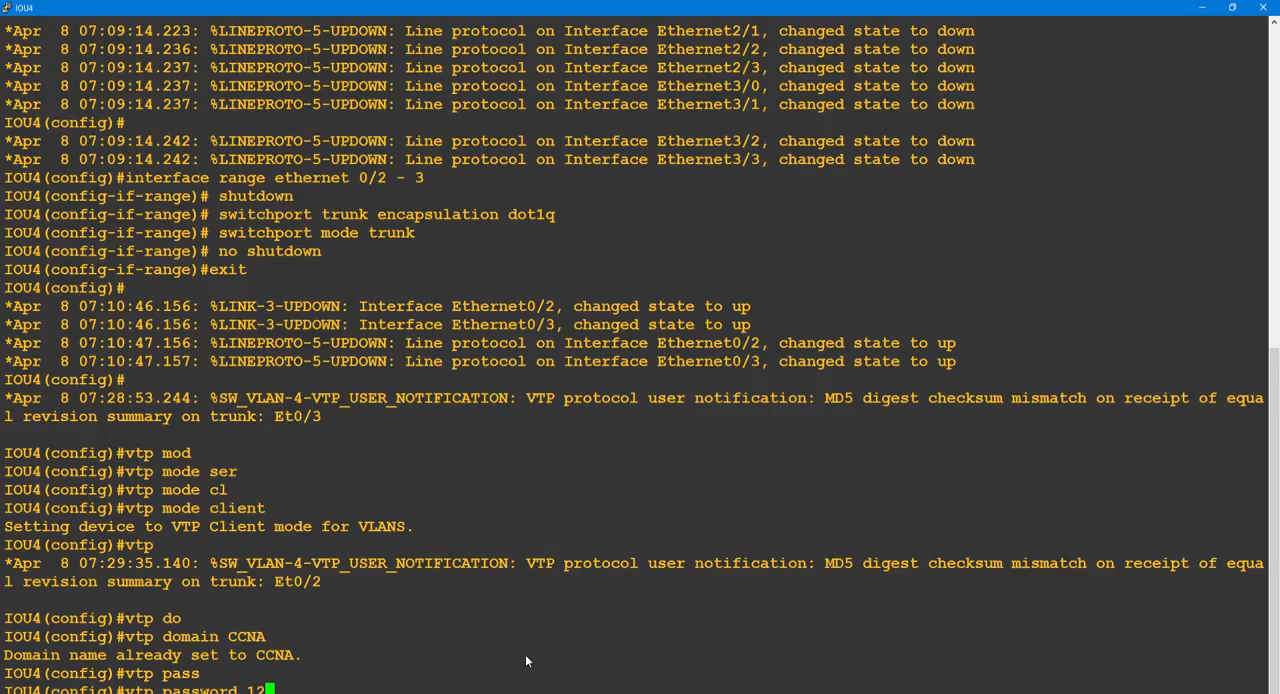 IOU4
*Apr  8 07:09:14.223: %LINEPROTO-5-UPDOWN: Line protocol on Interface Ethernet2/1, changed state to down
*Apr  8 07:09:14.236: %LINEPROTO-5-UPDOWN: Line protocol on Interface Ethernet2/2, changed state to down
*Apr  8 07:09:14.237: %LINEPROTO-5-UPDOWN: Line protocol on Interface Ethernet2/3, changed state to down
*Apr  8 07:09:14.237: %LINEPROTO-5-UPDOWN: Line protocol on Interface Ethernet3/0, changed state to down
*Apr  8 07:09:14.237: %LINEPROTO-5-UPDOWN: Line protocol on Interface Ethernet3/1, changed state to down
IOU4(config)#
*Apr  8 07:09:14.242: %LINEPROTO-5-UPDOWN: Line protocol on Interface Ethernet3/2, changed state to down
*Apr  8 07:09:14.242: %LINEPROTO-5-UPDOWN: Line protocol on Interface Ethernet3/3, changed state to down
IOU4(config)#interface range ethernet 0/2 - 3
IOU4(config-if-range)# shutdown
IOU4(config-if-range)# switchport trunk encapsulation dot1q
IOU4(config-if-range)# switchport mode trunk
IOU4(config-if-range)# no shutdown
IOU4(config-if-range)#exit
IOU4(config)#
*Apr  8 07:10:46.156: %LINK-3-UPDOWN: Interface Ethernet0/2, changed state to up
*Apr  8 07:10:46.156: %LINK-3-UPDOWN: Interface Ethernet0/3, changed state to up
*Apr  8 07:10:47.156: %LINEPROTO-5-UPDOWN: Line protocol on Interface Ethernet0/2, changed state to up
*Apr  8 07:10:47.157: %LINEPROTO-5-UPDOWN: Line protocol on Interface Ethernet0/3, changed state to up
IOU4(config)#
*Apr  8 07:28:53.244: %SW_VLAN-4-VTP_USER_NOTIFICATION: VTP protocol user notification: MD5 digest checksum mismatch on receipt of equa
l revision summary on trunk: Et0/3
IOU4(config)#vtp mod
IOU4(config)#vtp mode ser
IOU4(config)#vtp mode cl
IOU4(config)#vtp mode client
Setting device to VTP Client mode for VLANS.
IOU4(config)#vtp
*Apr  8 07:29:35.140: %SW_VLAN-4-VTP_USER_NOTIFICATION: VTP protocol user notification: MD5 digest checksum mismatch on receipt of equa
l revision summary on trunk: Et0/2
IOU4(config)#vtp do
IOU4(config)#vtp domain CCNA
Domain name already set to CCNA.
IOU4(config)#vtp pass
IOU4(config)#vtp password 12